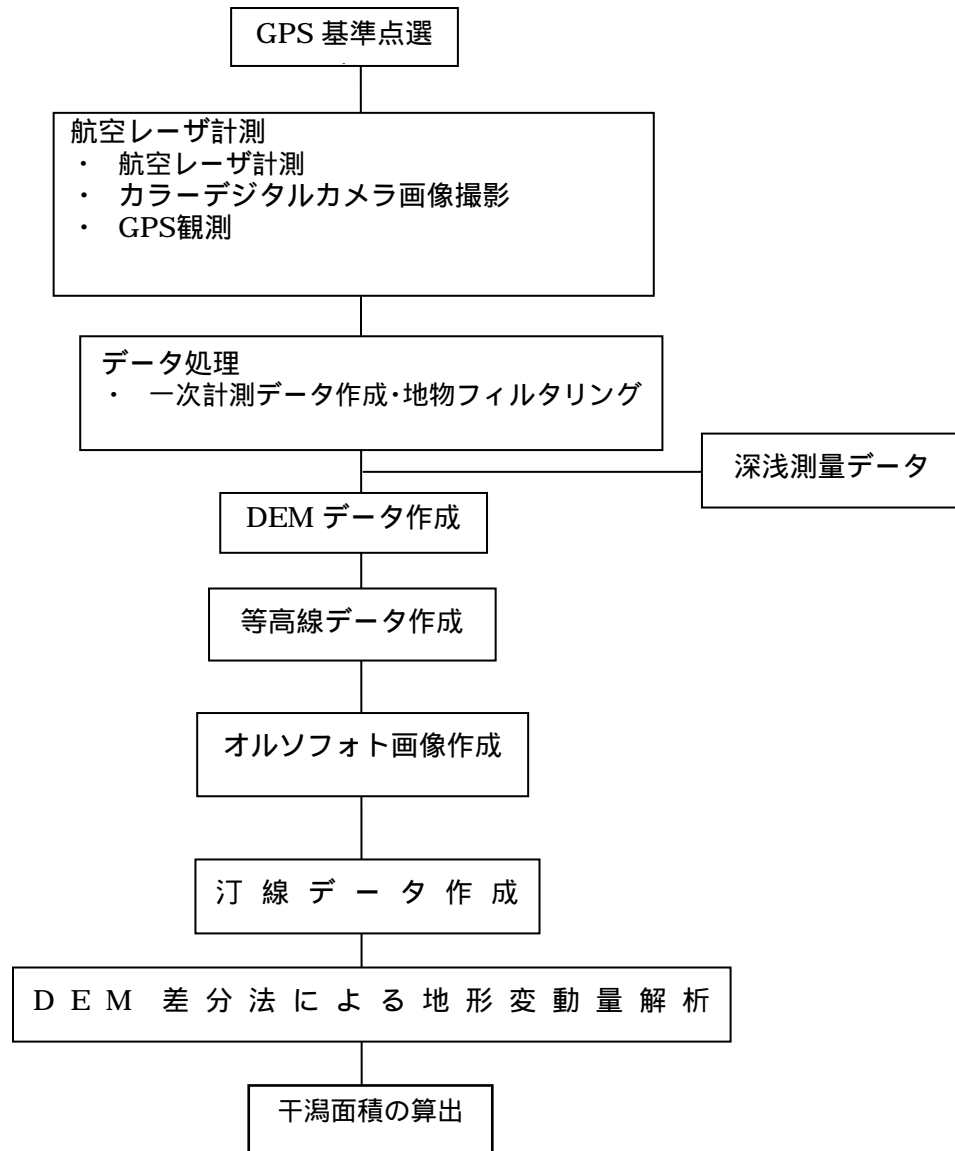 GPS 基準点選
航空レーザ計測
・ 航空レーザ計測
・ カラーデジタルカメラ画像撮影
・ GPS観測
データ処理
・ 一次計測データ作成・地物フィルタリング
深浅測量データ
DEM データ作成
等高線データ作成
オルソフォト画像作成
汀線データ作成
DEM 差分法による地形変動量解析
干潟面積の算出